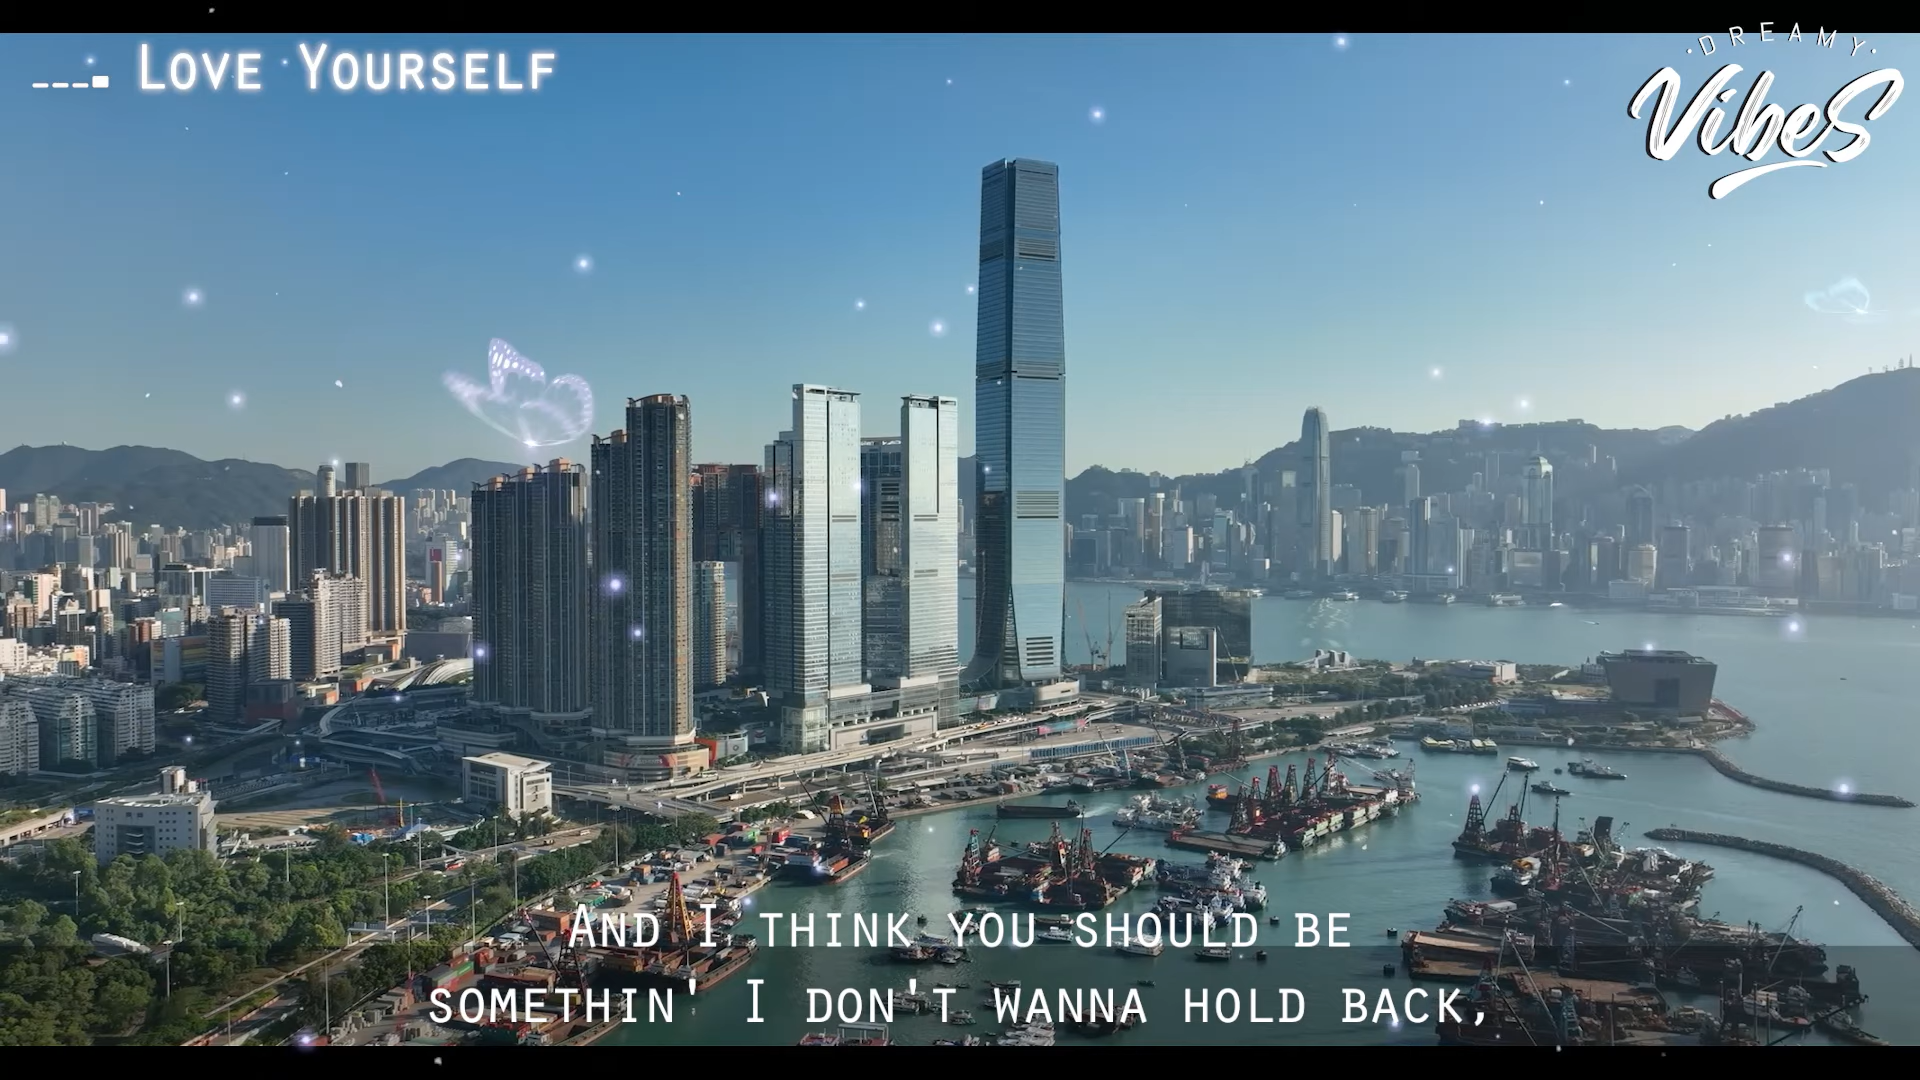 Love Yourself
DREAMY
Vibes
And I think you should be
somethin' I don't wanna hold back,